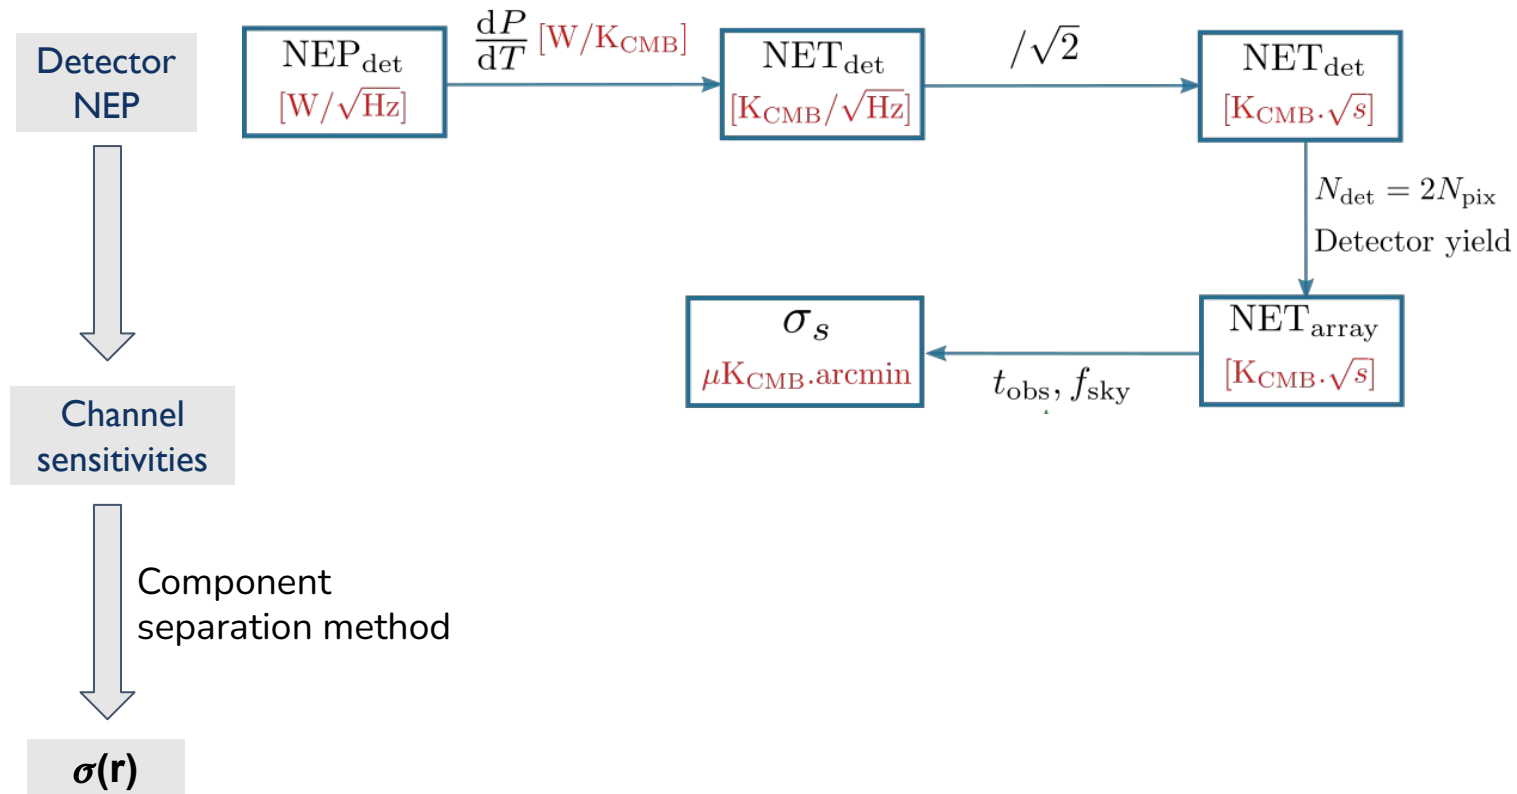 Detector
NEP
NEP_det
[W/√Hz]
dP/dT [W/K_CMB]
NET_det
[K_CMB/√Hz]
/√2
NET_det
[K_CMB.√s]
N_det = 2N_pix
Detector yield
NET_array
[K_CMB.√s]
t_obs, f_sky
σ_s
μK_CMB.arcmin
Channel
sensitivities
Component
separation method
σ(r)